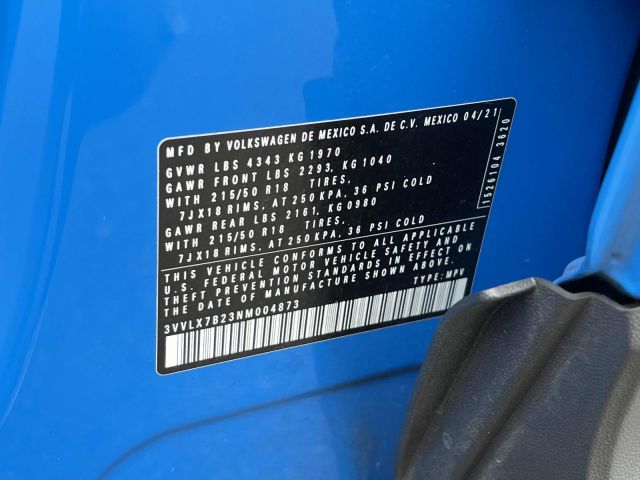 MFD BY VOLKSWAGEN DE MEXICO S.A. DE C.V. MEXICO 04/21
GVWR LBS 4343 KG 1970
GAWR FRONT LBS 2293, KG 1040
WITH 215/50 R18 TIRES.
7JX18 RIMS, AT 250 KPA, 36 PSI COLD
GAWR REAR LBS 2161, KG 0980
WITH 215/50 R18 TIRES.
7JX18 RIMS, AT 250 KPA, 36 PSI COLD
THIS VEHICLE CONFORMS TO ALL APPLICABLE
U.S. FEDERAL MOTOR VEHICLE SAFETY AND
THEFT PREVENTION STANDARDS IN EFFECT ON
THE DATE OF MANUFACTURE SHOWN ABOVE.
TYPE: MPV
3VVLX7B23NM004873
1526104 3620